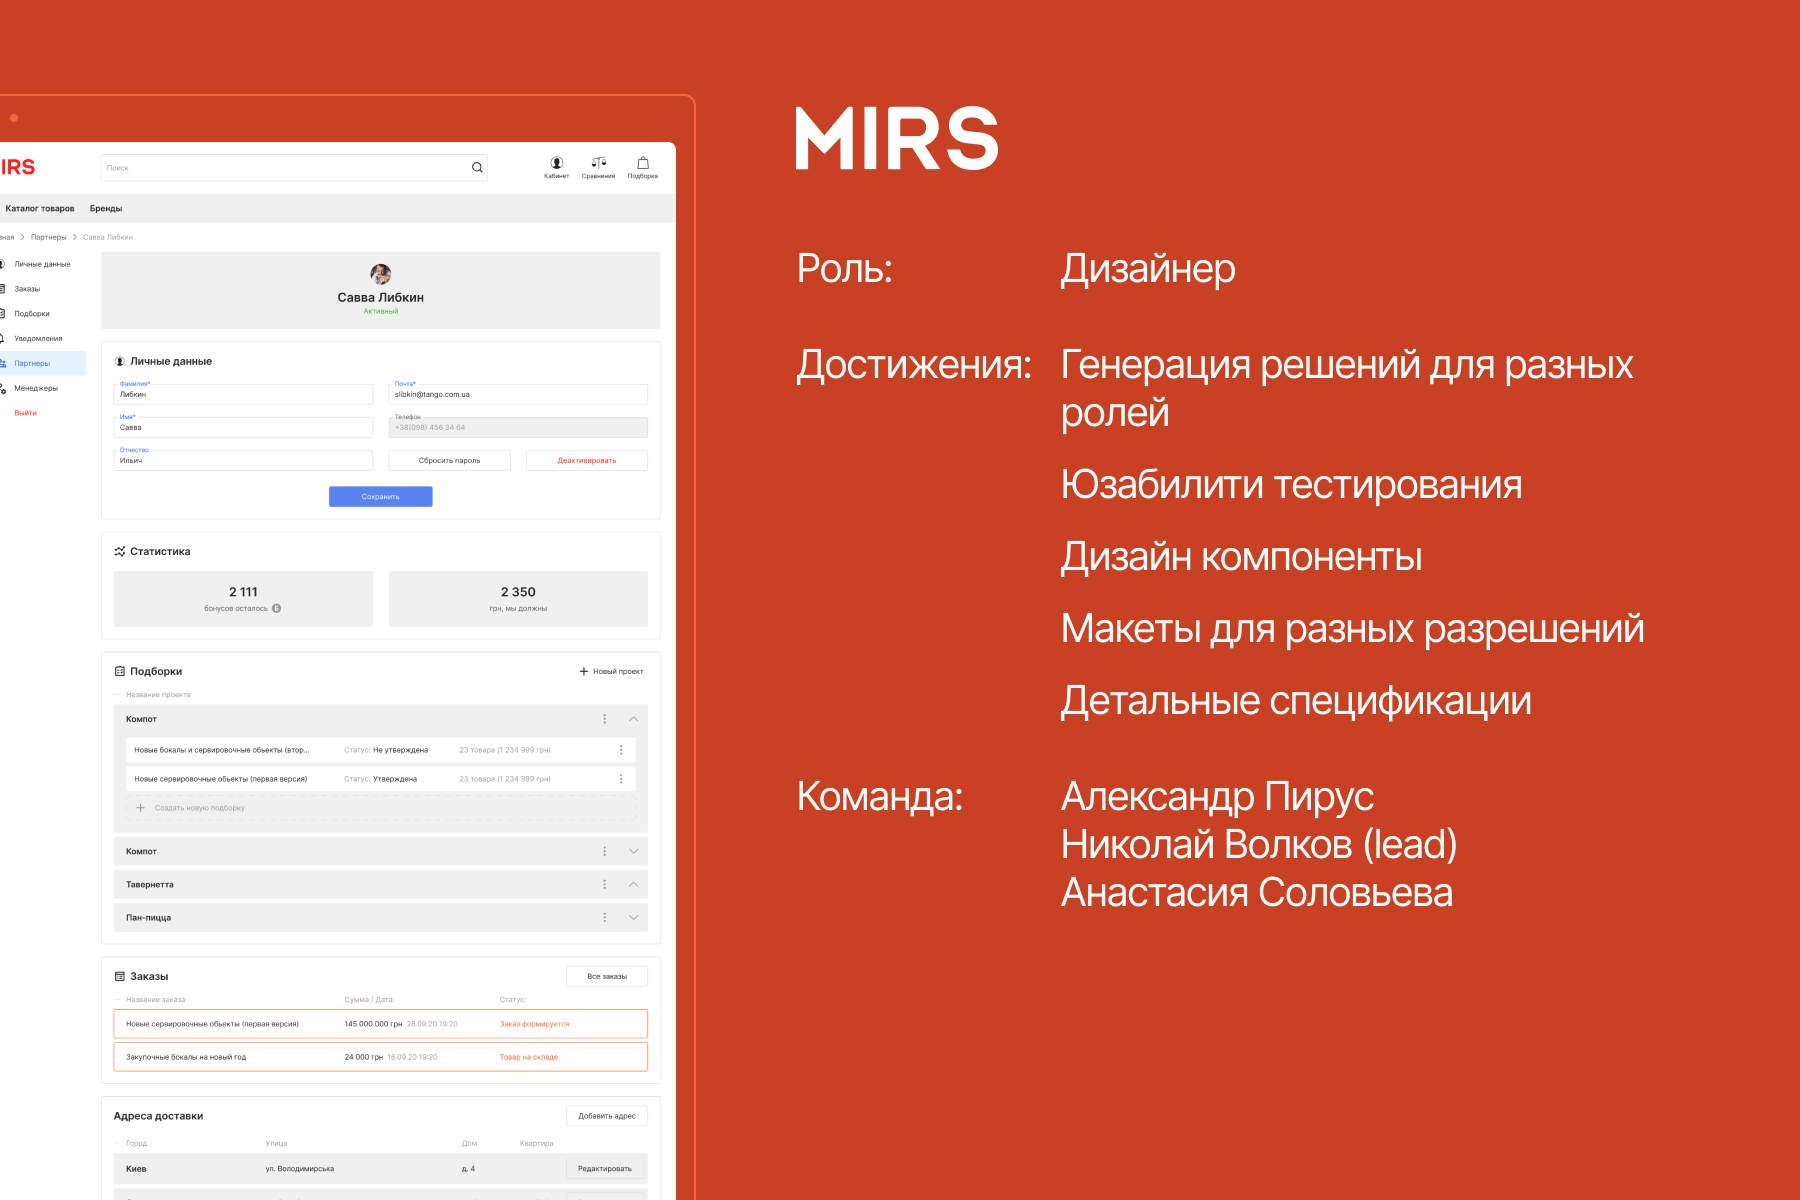 IRS
Поиск
Кабинет
Сравнения
Подборка
Каталог товаров
Бренды
Партнеры
Савва Либкин
Личные данные
Заказы
Подборки
Уведомления
Партнеры
Менеджеры
Выйти
Савва Либкин
Активный
Личные данные
Фамилия*
Либкин
Почта*
slibkin@tango.com.ua
Имя*
Савва
Телефон
+38(098) 456 34 64
Отчество
Ильич
Сбросить пароль
Деактивировать
Сохранить
Статистика
2 111
бонусов осталось Б
2 350
грн, мы должны
Подборки
Новый проект
Название проекта
Компот
Новые бокалы и сервировочные обьекты (втор... Статус: Не утверждена 23 товара (1 234 999 грн)
Новые сервировочные обьекты (первая версия) Статус: Утверждена 23 товара (1 234 999 грн)
Создать новую подборку
Компот
Тавернетта
Пан-пицца
Заказы
Все заказы
Название заказа Сумма / Дата: Статус:
Новые сервировочные обьекты (первая версия) 145 000 000 грн 28.09.20 19:20 Заказ формируется
Закупочные бокалы на новый год 24 000 грн 16.09.20 19:20 Товар на складе
Адреса доставки
Добавить адрес
Город Улица Дом Квартира
Киев ул. Володимирська д. 4 Редактировать
MIRS
Роль: Дизайнер
Достижения: Генерация решений для разных
ролей
Юзабилити тестирования
Дизайн компоненты
Макеты для разных разрешений
Детальные спецификации
Команда: Александр Пирус
Николай Волков (lead)
Анастасия Соловьева